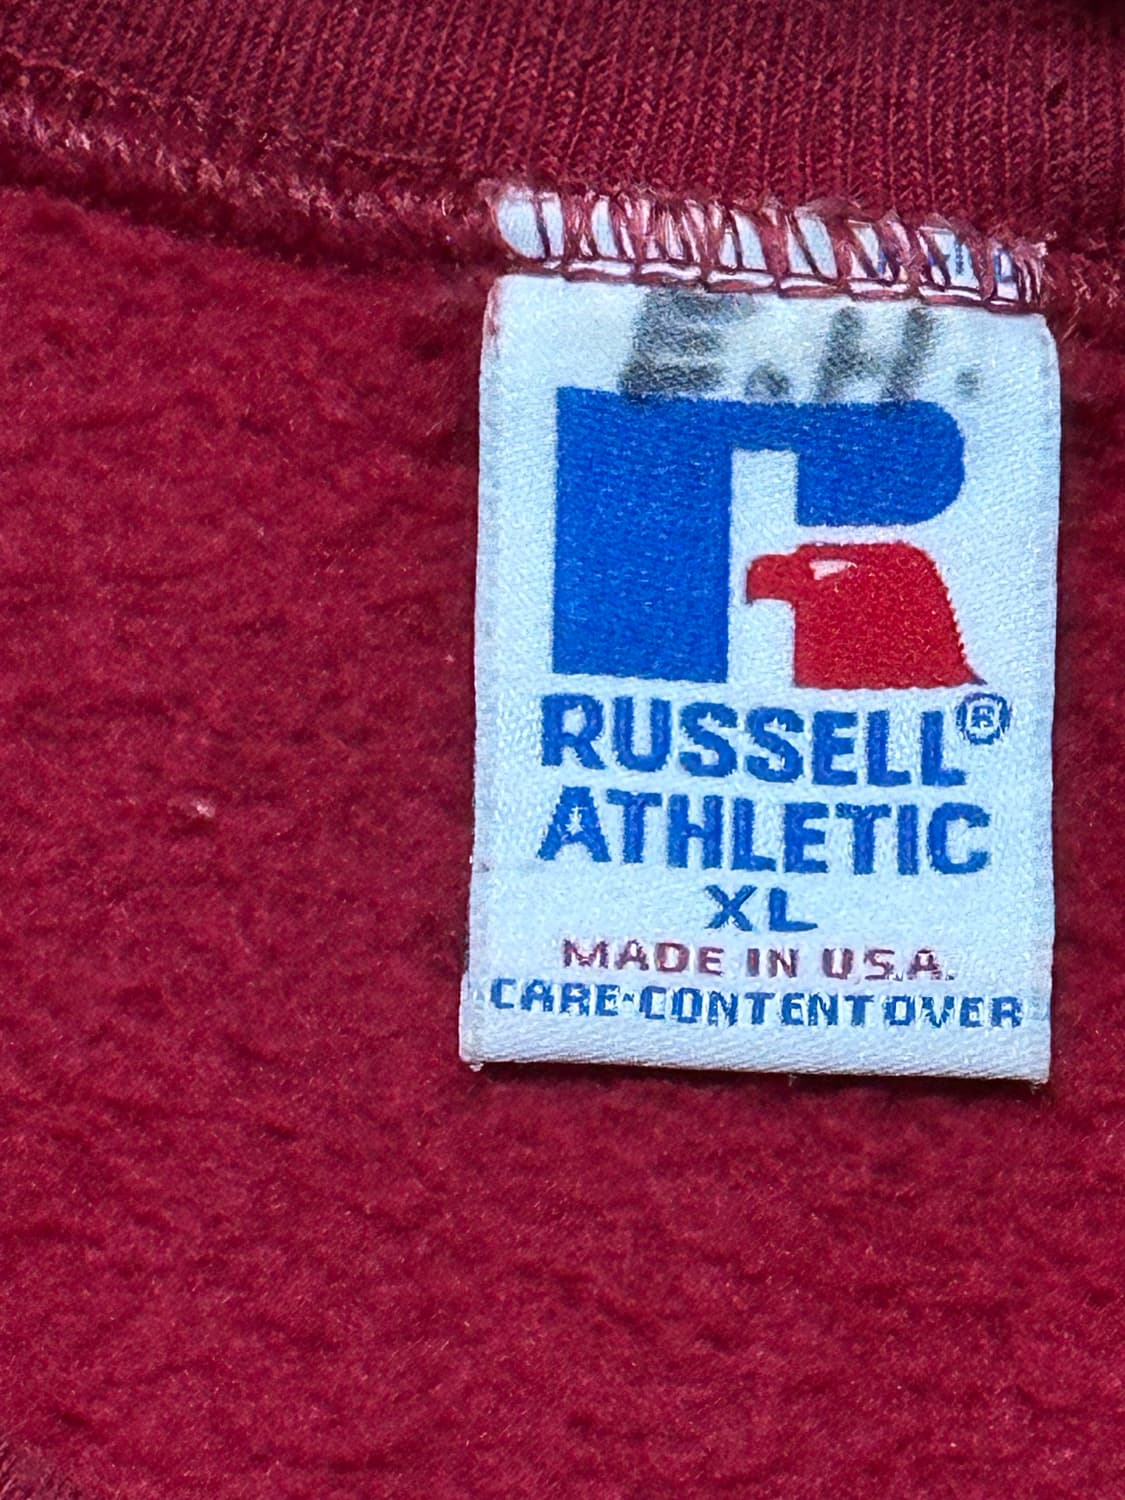 E.H.
R
RUSSELL®
ATHLETIC
XL
MADE IN U.S.A.
CARE-CONTENT OVER